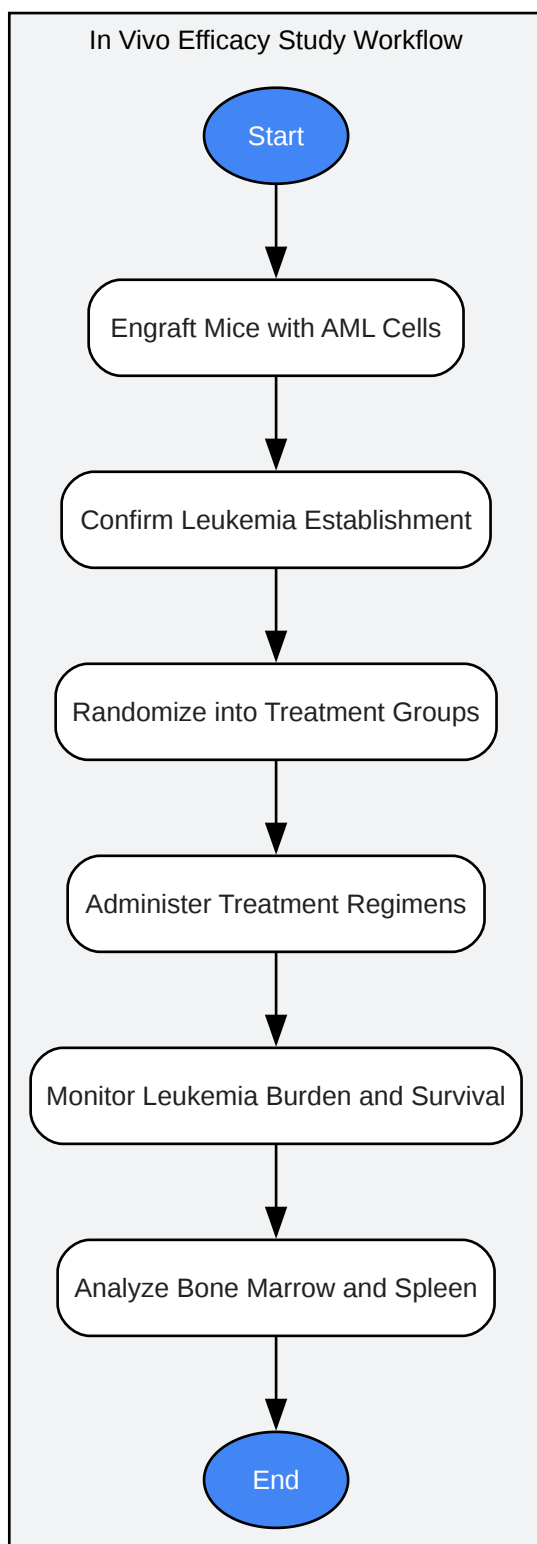 In Vivo Efficacy Study Workflow
Start
Engraft Mice with AML Cells
Confirm Leukemia Establishment
Randomize into Treatment Groups
Administer Treatment Regimens
Monitor Leukemia Burden and Survival
Analyze Bone Marrow and Spleen
End